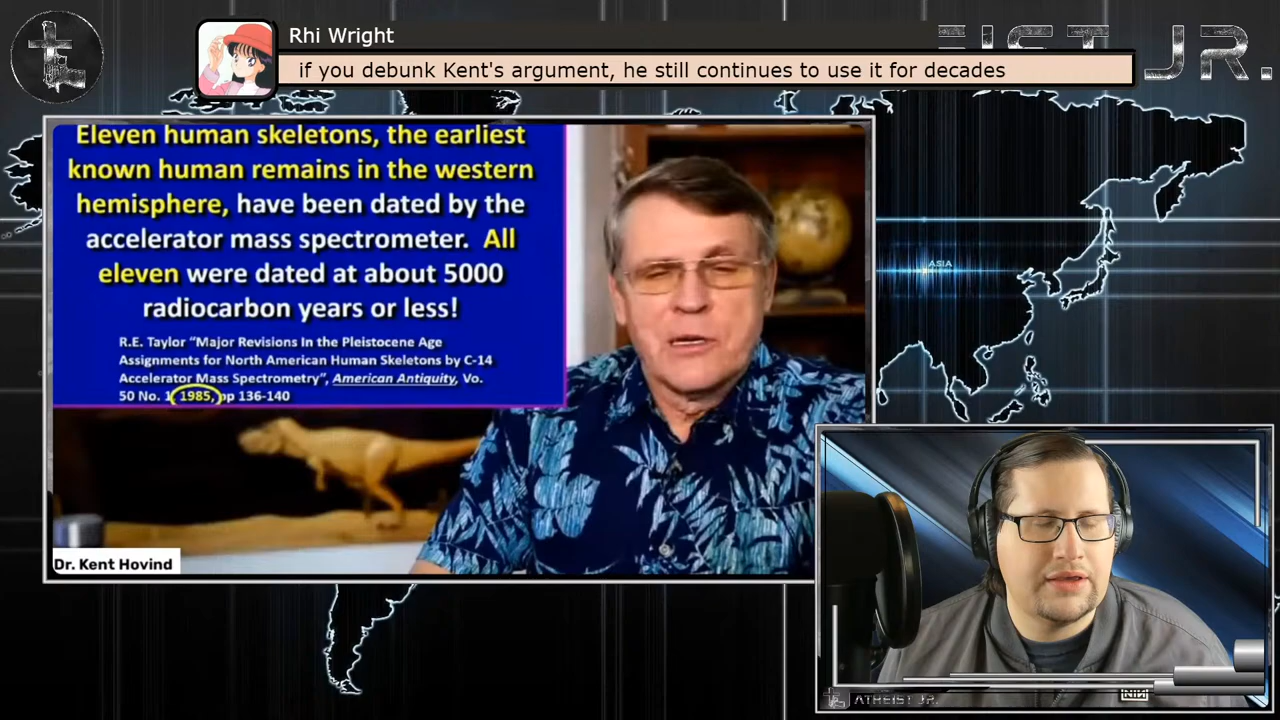 Rhi Wright
EIST JR.
if you debunk Kent's argument, he still continues to use it for decades
Eleven human skeletons, the earliest
known human remains in the western
hemisphere, have been dated by the
accelerator mass spectrometer. All
eleven were dated at about 5000
radiocarbon years or less!
R.E. Taylor "Major Revisions In the Pleistocene Age
Assignments for North American Human Skeletons by C-14
Accelerator Mass Spectrometry", American Antiquity, Vo.
50 No. 1, 1985, pp 136-140
ASIA
Dr. Kent Hovind
ATHEIST JR.